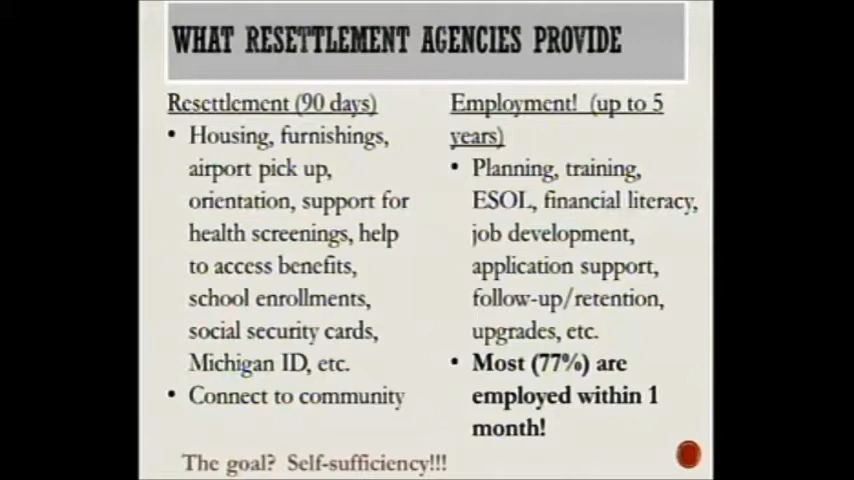 WHAT RESETTLEMENT AGENCIES PROVIDE
Resettlement (90 days)
• Housing, furnishings,
airport pick up,
orientation, support for
health screenings, help
to access benefits,
school enrollments,
social security cards,
Michigan ID, etc.
• Connect to community
Employment! (up to 5
years)
• Planning, training,
ESOL, financial literacy,
job development,
application support,
follow-up/retention,
upgrades, etc.
• Most (77%) are
employed within 1
month!
The goal? Self-sufficiency!!!